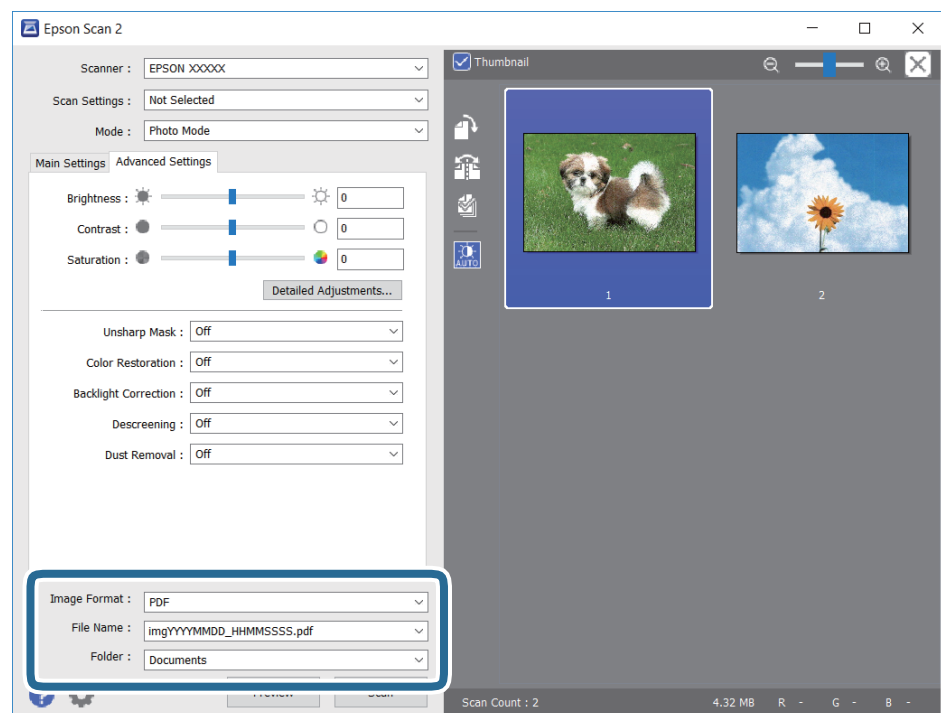 Epson Scan 2
Scanner : EPSON XXXXX
Scan Settings : Not Selected
Mode : Photo Mode
Main Settings Advanced Settings
Brightness : 0
Contrast : 0
Saturation : 0
Detailed Adjustments...
Unsharp Mask : Off
Color Restoration : Off
Backlight Correction : Off
Descreening : Off
Dust Removal : Off
Image Format : PDF
File Name : imgYYYYMMDD_HHMMSSSS.pdf
Folder : Documents
Preview Scan
Thumbnail
AUTO
1 2
Scan Count : 2 4.32 MB R - G - B -